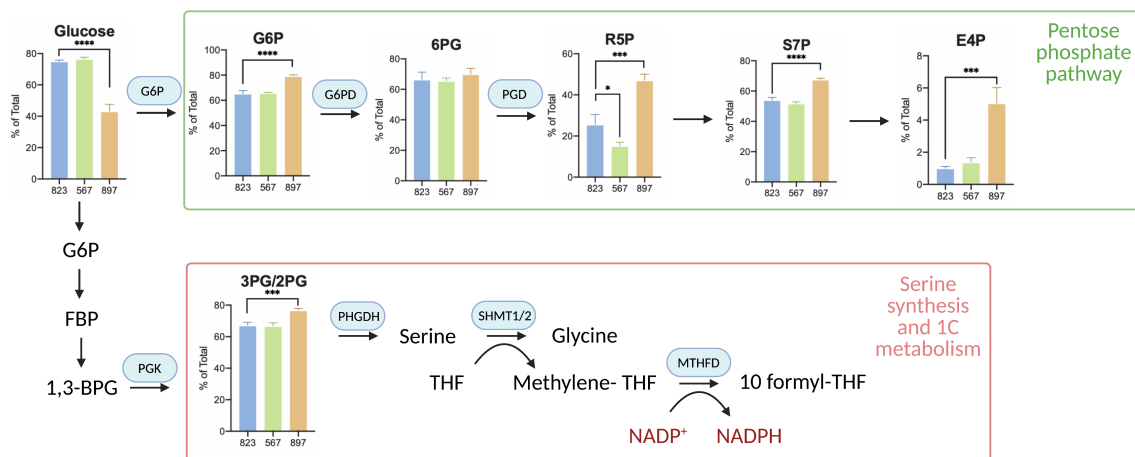 Glucose
****
% of Total
80
60
40
20
0
823 567 897
G6P
G6P
****
% of Total
100
80
60
40
20
0
823 567 897
G6PD
6PG
% of Total
80
60
40
20
0
823 567 897
PGD
R5P
***
*
% of Total
60
40
20
0
823 567 897
S7P
****
% of Total
80
60
40
20
0
823 567 897
E4P
***
% of Total
8
6
4
2
0
823 567 897
Pentose
phosphate
pathway
G6P
FBP
1,3-BPG
PGK
3PG/2PG
***
% of Total
80
60
40
20
0
823 567 897
PHGDH
Serine
SHMT1/2
Glycine
THF
Methylene- THF
MTHFD
10 formyl-THF
NADP⁺
NADPH
Serine
synthesis
and 1C
metabolism